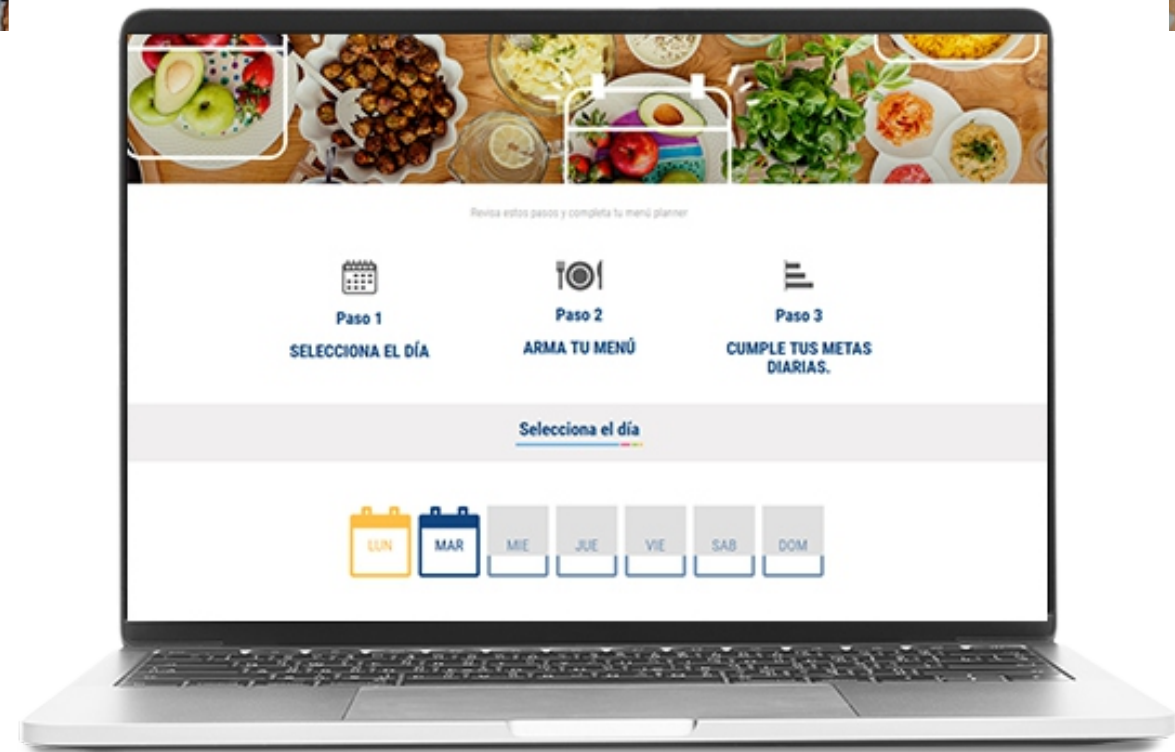 Revisa estos pasos y completa tu menú planner
Paso 1
SELECCIONA EL DÍA
Paso 2
ARMA TU MENÚ
Paso 3
CUMPLE TUS METAS
DIARIAS.
Selecciona el día
LUN MAR MIE JUE VIE SAB DOM